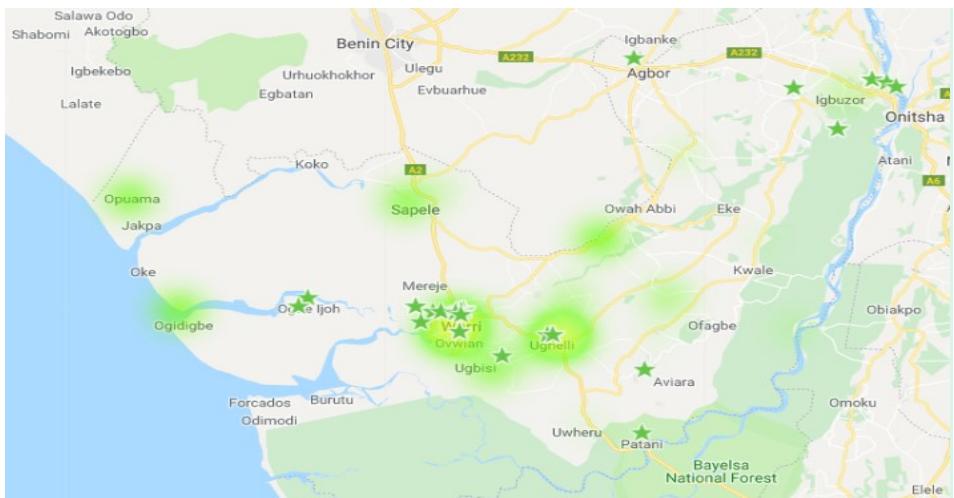 Salawa Odo
Shabomi
Akotogbo
Benin City
Igbanke
A232
A232
Igbekebo
Urhuokhokhor
Ulegu
Agbor
Egbatan
Evbuarhue
Igbuzor
Lalate
Onitsha
Koko
A2
Atani
A6
Opuama
Sapele
Owah Abbi
Eke
Jakpa
Oke
Kwale
Mereje
Ogidigbe
Obiakpo
Warri
Ofagbe
Ovwian
Ughelli
Ugbisi
Aviara
Forcados
Burutu
Odimodi
Omoku
Uwheru
Patani
Bayelsa
National Forest
Elele